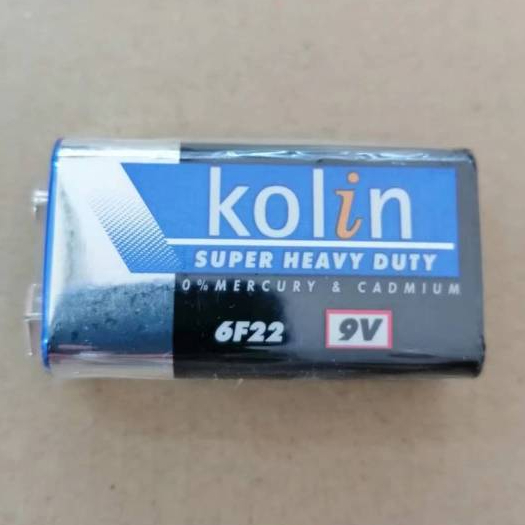 kolin
SUPER HEAVY DUTY
0% MERCURY & CADMIUM
6F22 9V